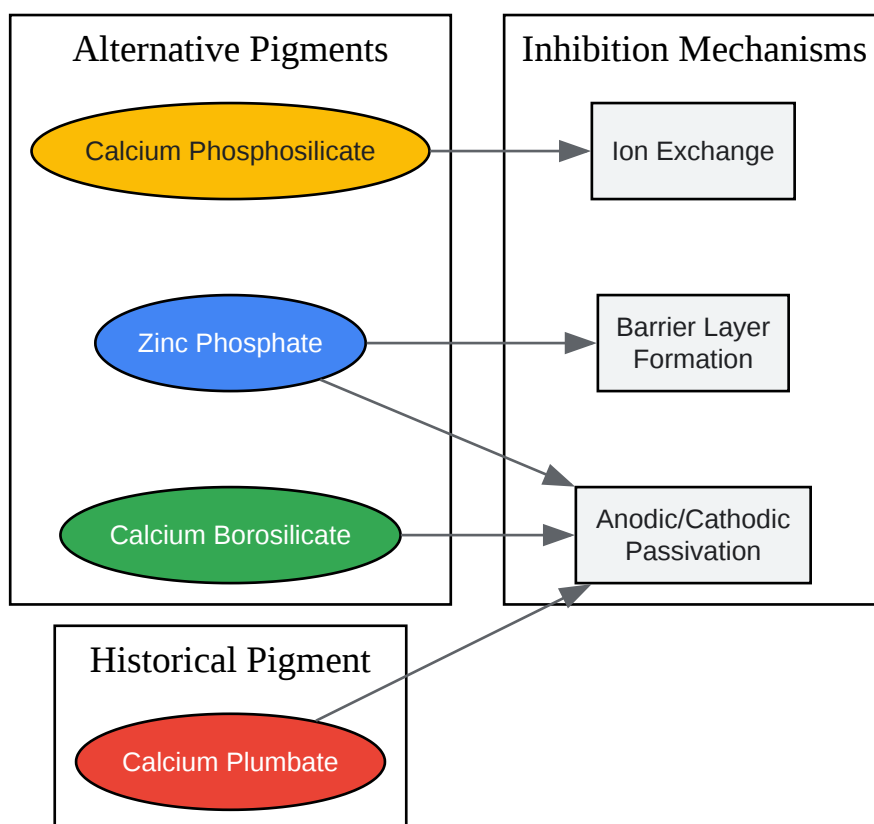 Alternative Pigments
Calcium Phosphosilicate
Zinc Phosphate
Calcium Borosilicate
Inhibition Mechanisms
Ion Exchange
Barrier Layer
Formation
Anodic/Cathodic
Passivation
Historical Pigment
Calcium Plumbate